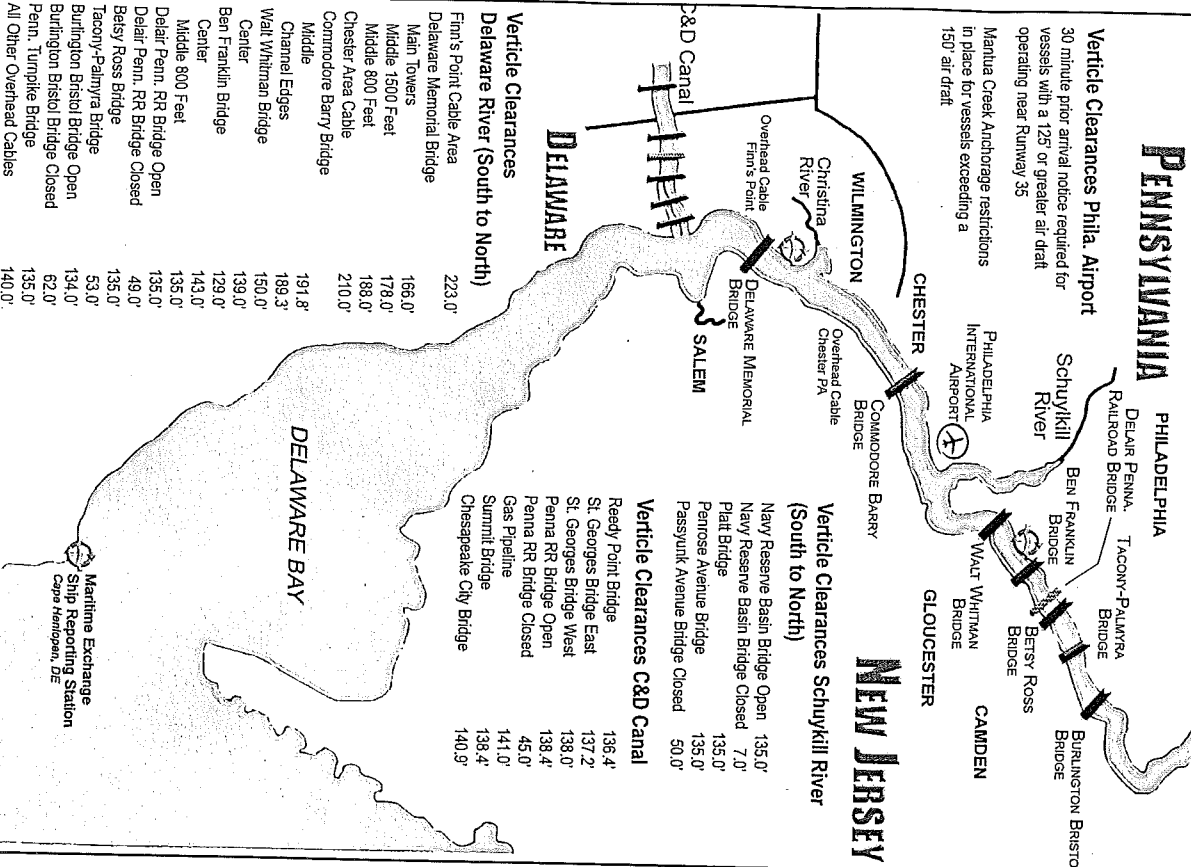 PENNSYLVANIA
Verticle Clearances Phila. Airport
30 minute prior arrival notice required for
vessels with a 125' or greater air draft
operating near Runway 35
Mantua Creek Anchorage restrictions
in place for vessels exceeding a
150' air draft
PHILADELPHIA
DELAIR PENNA.
RAILROAD BRIDGE
TACONY-PALMYRA
BRIDGE
BURLINGTON BRISTO
BRIDGE
Schuylkill
River
BEN FRANKLIN
BRIDGE
BETSY ROSS
BRIDGE
CAMDEN
PHILADELPHIA
INTERNATIONAL
AIRPORT
WALT WHITMAN
BRIDGE
GLOUCESTER
NEW JERSEY
CHESTER
COMMODORE BARRY
BRIDGE
WILMINGTON
Overhead Cable
Chester PA
Christina
River
Overhead Cable
Finn's Point
DELAWARE MEMORIAL
BRIDGE
SALEM
C&D Canal
DELAWARE
Verticle Clearances Schuykill River
(South to North)
Navy Reserve Basin Bridge Open 135.0'
Navy Reserve Basin Bridge Closed 7.0'
Platt Bridge 135.0'
Penrose Avenue Bridge 135.0'
Passyunk Avenue Bridge Closed 50.0'
Verticle Clearances C&D Canal
Reedy Point Bridge 136.4'
St. Georges Bridge East 137.2'
St. Georges Bridge West 138.0'
Penna RR Bridge Open 138.4'
Penna RR Bridge Closed 45.0'
Gas Pipeline 141.0'
Summit Bridge 138.4'
Chesapeake City Bridge 140.9'
Verticle Clearances
Delaware River (South to North)
Finn's Point Cable Area 223.0'
Delaware Memorial Bridge
Main Towers 166.0'
Middle 1500 Feet 178.0'
Middle 800 Feet 188.0'
Chester Area Cable 210.0'
Commodore Barry Bridge
Middle 191.8'
Channel Edges 189.3'
Walt Whitman Bridge 150.0'
Center 139.0'
Ben Franklin Bridge 129.0'
Center 143.0'
Middle 800 Feet 135.0'
Delair Penn. RR Bridge Open 135.0'
Delair Penn. RR Bridge Closed 49.0'
Betsy Ross Bridge 135.0'
Tacony-Palmyra Bridge 53.0'
Burlington Bristol Bridge Open 134.0'
Burlington Bristol Bridge Closed 62.0'
Penn. Turnpike Bridge 135.0'
All Other Overhead Cables 140.0'
DELAWARE BAY
Maritime Exchange
Ship Reporting Station
Cape Henlopen, DE